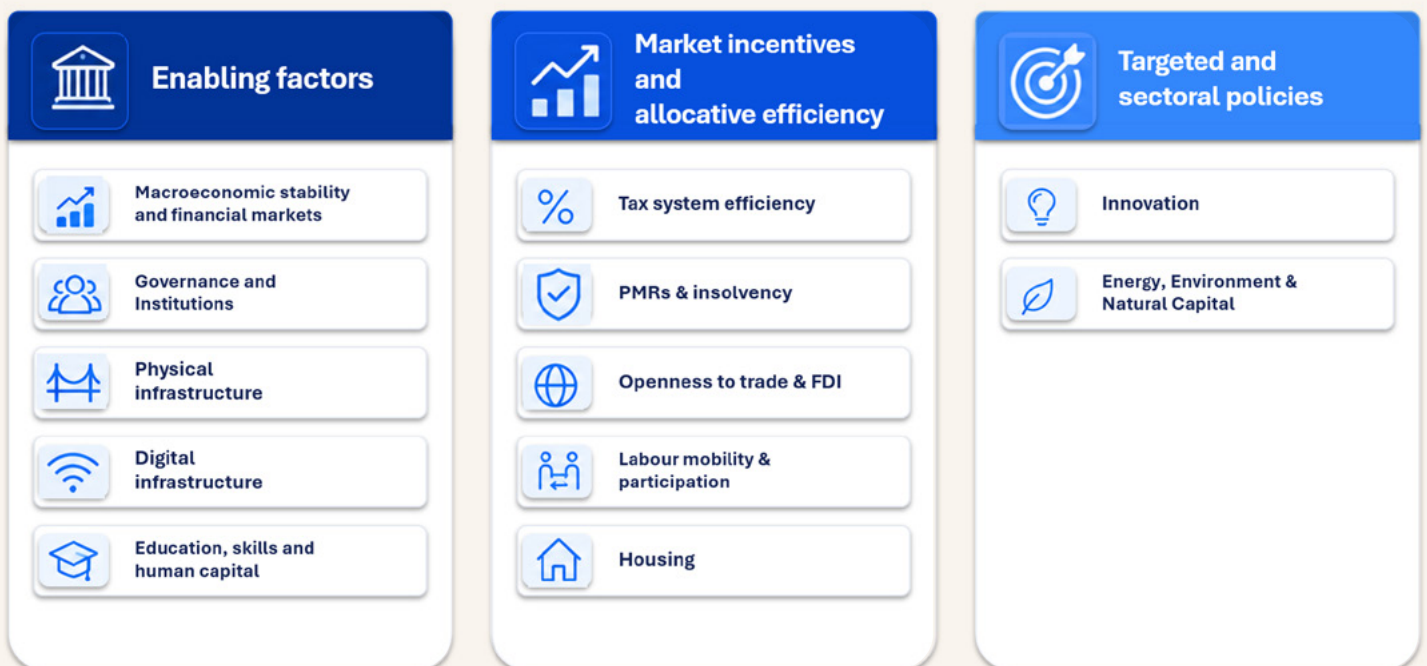 Enabling factors
Macroeconomic stability
and financial markets
Governance and
Institutions
Physical
infrastructure
Digital
infrastructure
Education, skills and
human capital
Market incentives
and
allocative efficiency
Tax system efficiency
PMRs & insolvency
Openness to trade & FDI
Labour mobility &
participation
Housing
Targeted and
sectoral policies
Innovation
Energy, Environment &
Natural Capital